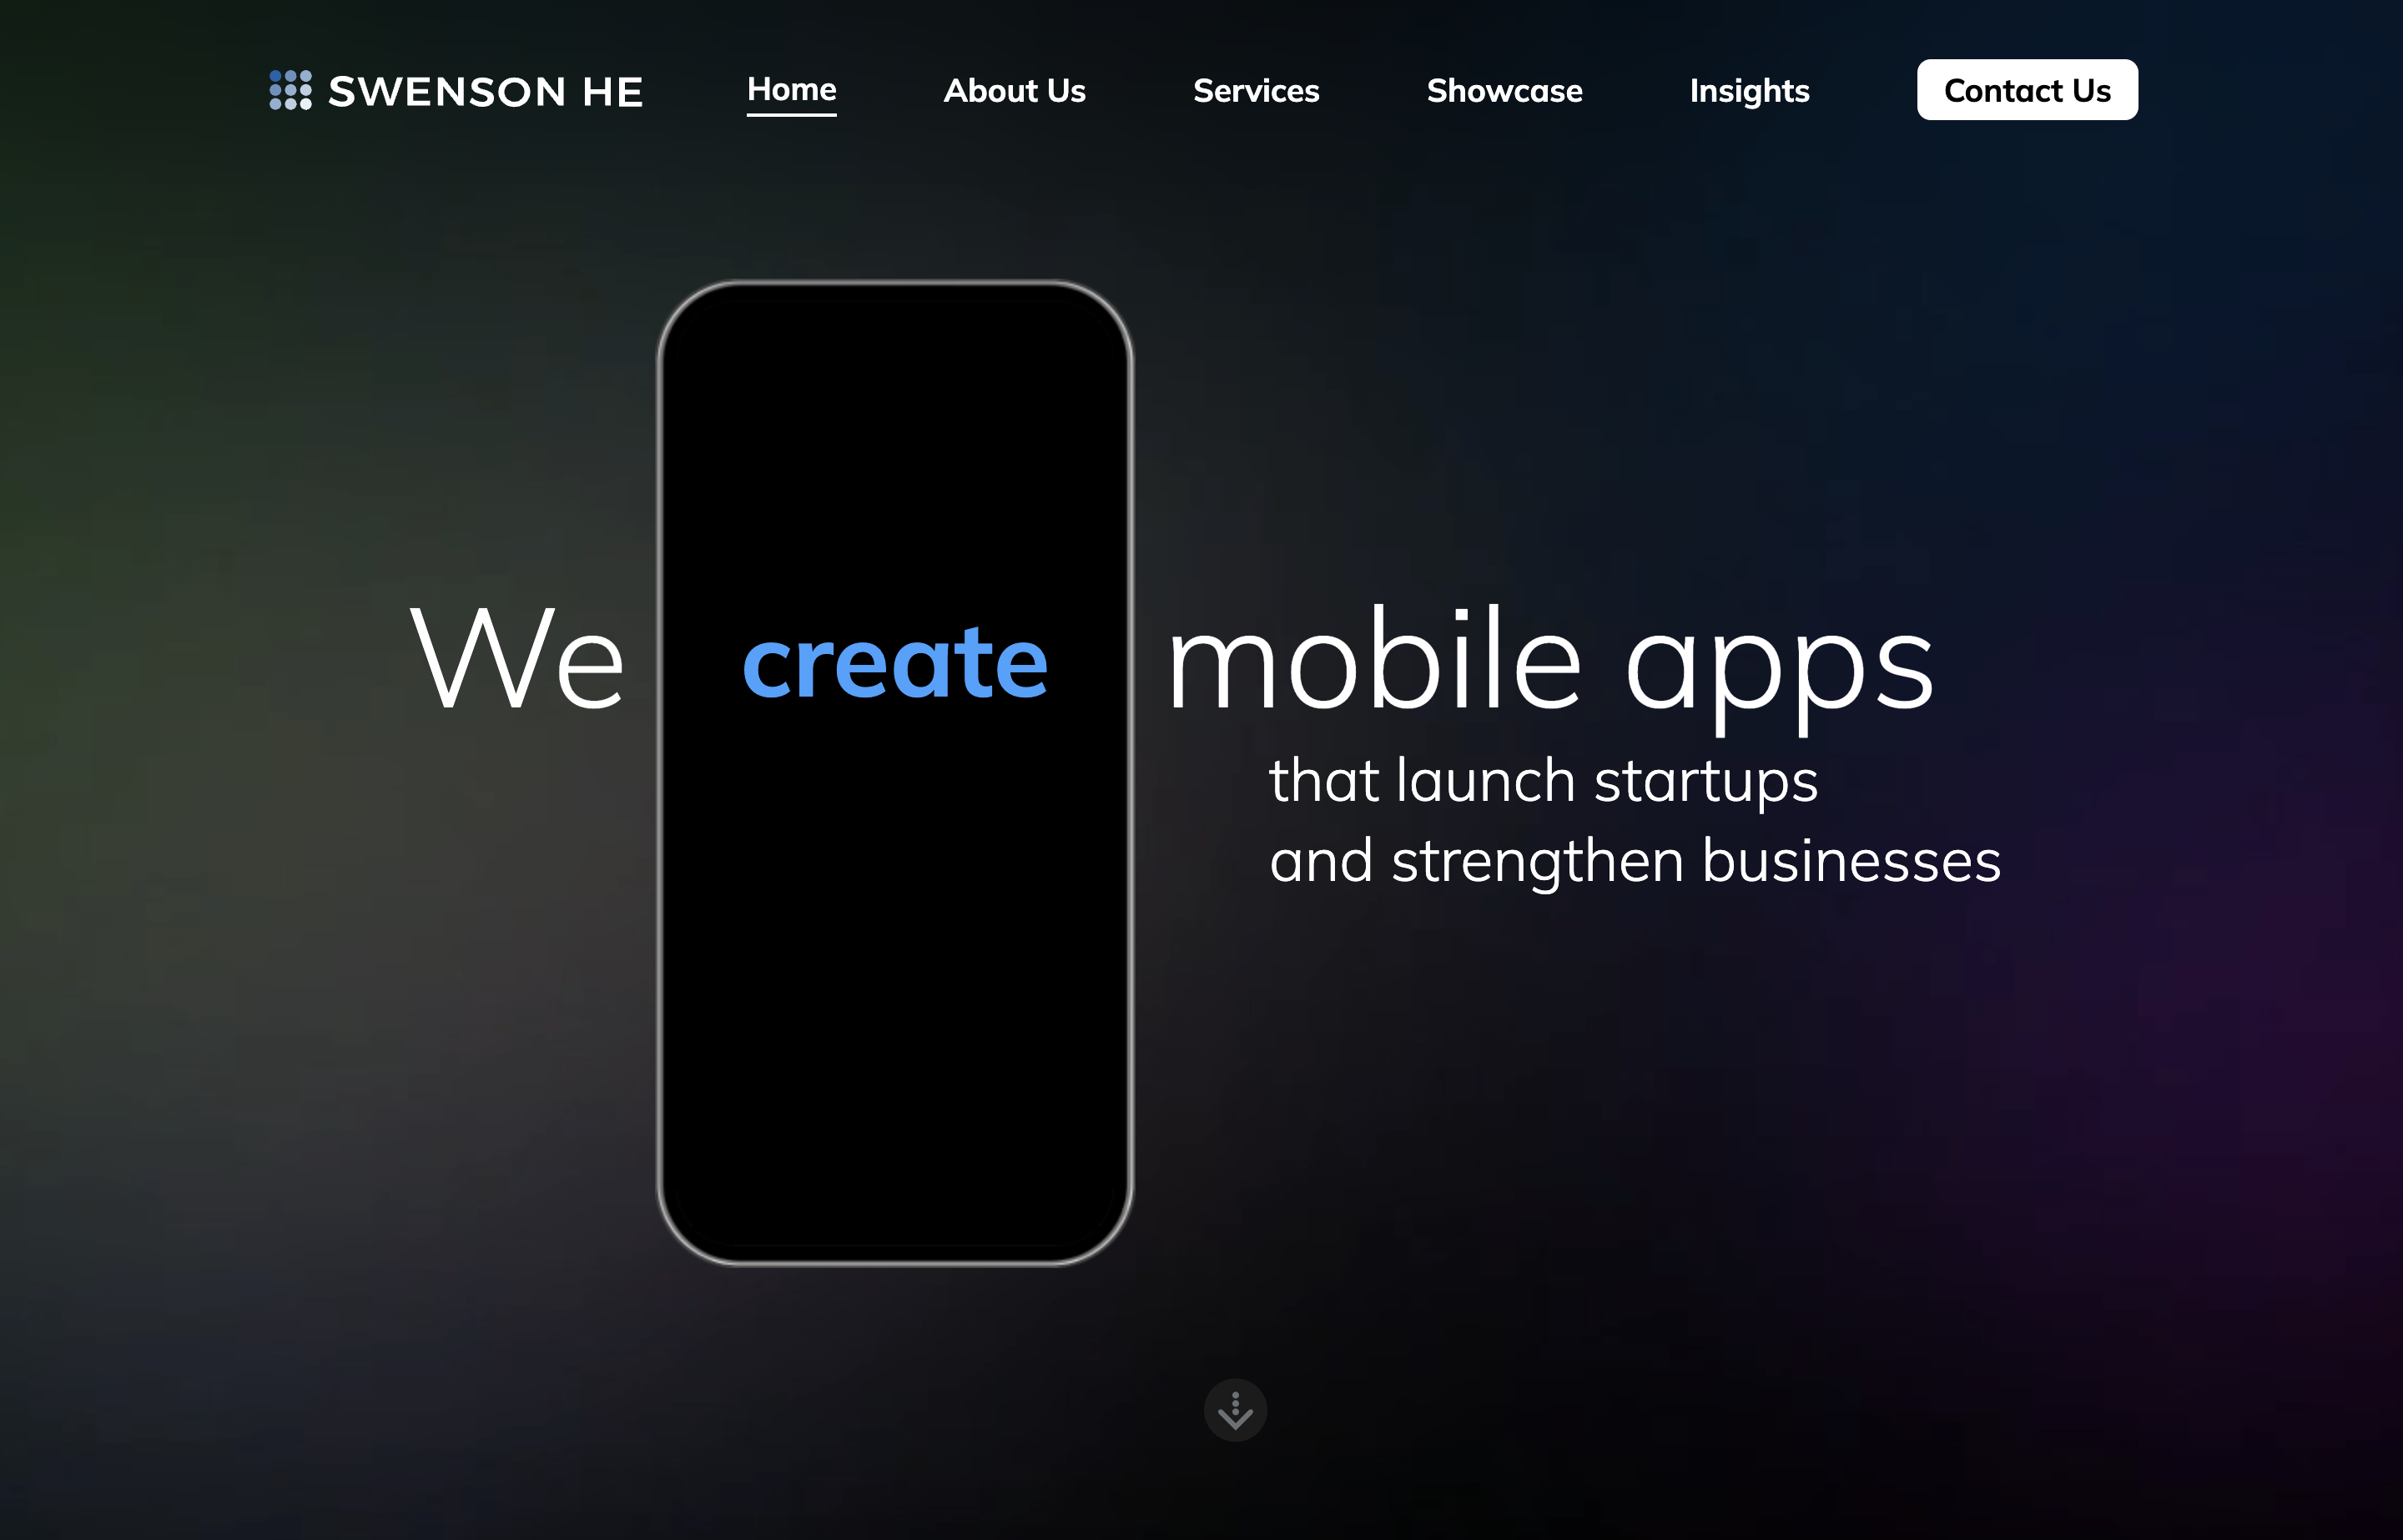 SWENSON HE
Home
About Us
Services
Showcase
Insights
Contact Us
We create mobile apps
that launch startups
and strengthen businesses